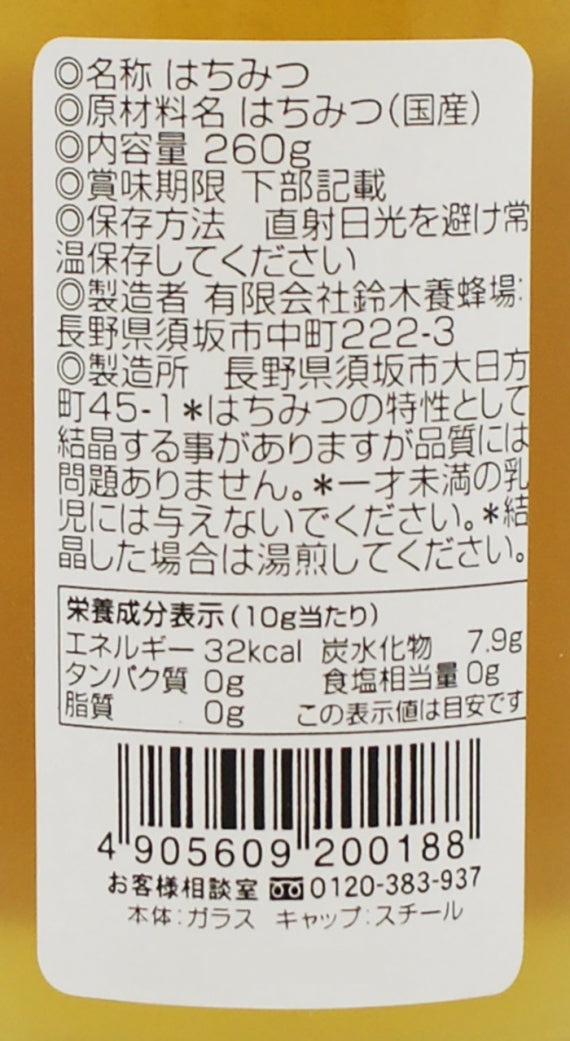 ◎名称 はちみつ
◎原材料名 はちみつ(国産)
◎内容量 260g
◎賞味期限 下部記載
◎保存方法　直射日光を避け常
温保存してください
◎製造者 有限会社鈴木養蜂場:
長野県須坂市中町222-3
◎製造所　長野県須坂市大日方
町45-1＊はちみつの特性として
結晶する事がありますが品質には
問題ありません。＊一才未満の乳
児には与えないでください。＊結
晶した場合は湯煎してください。
栄養成分表示(10g当たり)
エネルギー 32kcal 炭水化物 7.9g
タンパク質 0g 食塩相当量 0g
脂質 0g この表示値は目安です
4 905609 200188
お客様相談室 0120-383-937
本体:ガラス キャップ:スチール